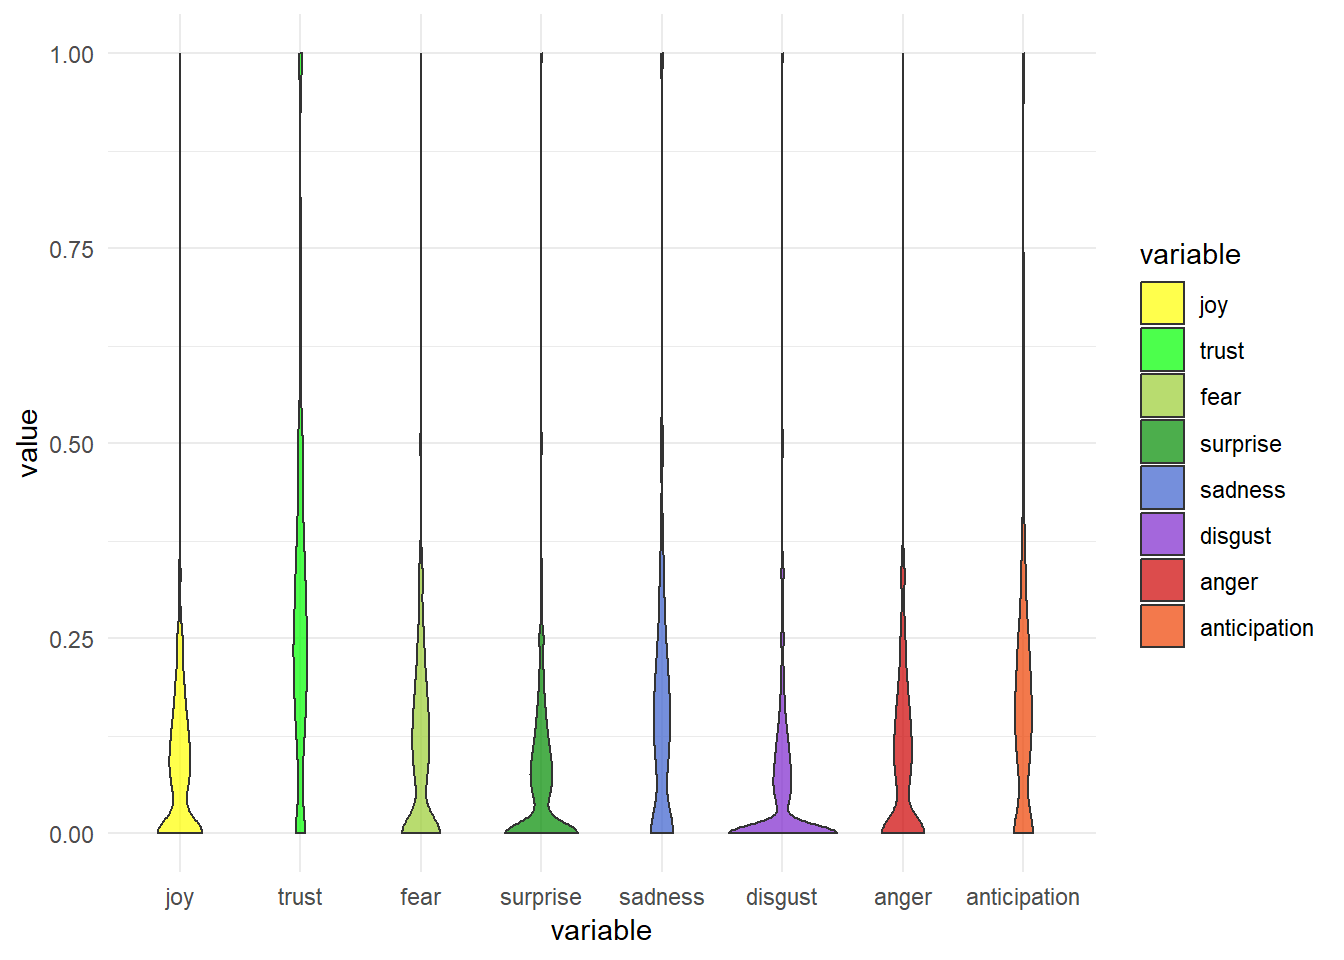 1.00
0.75
0.50
0.25
0.00
value
joy
trust
fear
surprise
sadness
disgust
anger
anticipation
variable
variable
joy
trust
fear
surprise
sadness
disgust
anger
anticipation